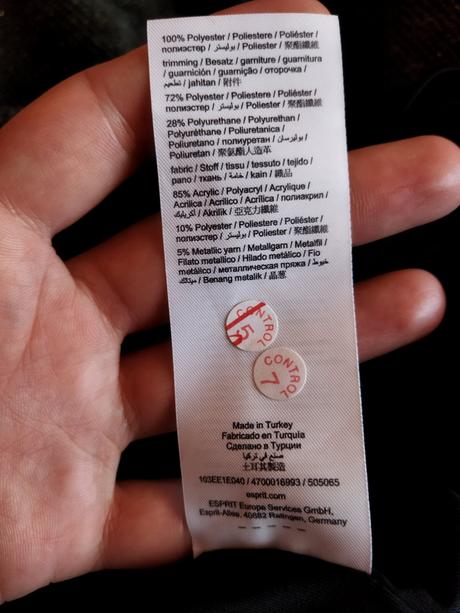 100% Polyester / Poliestere / Poliéster /
полиэстер / بوليستر / Poliester / 聚酯纖維
trimming / Besatz / garniture / guarnitura
/ guarnición / guarnição / оторочка /
تطعيم / jahitan / 附件
72% Polyester / Poliestere / Poliéster /
полиэстер / بوليستر / Poliester / 聚酯纖維
28% Polyurethane / Polyurethan /
Polyuréthane / Poliuretanica /
Poliuretano / полиуретан / بوليرسان /
Poliuretan / 聚氨酯人造革
fabric / Stoff / tissu / tessuto / tejido /
pano / ткань / خامة / kain / 織品
85% Acrylic / Polyacryl / Acrylique /
Acrilica / Acrílico / Acrílica / полиакрил /
أكريليك / Akrilik / 亞克力纖維
10% Polyester / Poliestere / Poliéster /
полиэстер / بوليستر / Poliester / 聚酯纖維
5% Metallic yarn / Metallgarn / Metalfil /
Filato metallico / Hilado metálico / Fio
metálico / металлическая пряжа / خيوط
ميتالك / Benang metalik / 晶葱
CONTROL
5
CONTROL
7
Made in Turkey
Fabricado en Turquía
Сделано в Турции
صنع في تركيا
土耳其製造
103EE1E040 / 4700016993 / 505065
esprit.com
ESPRIT Europe Services GmbH,
Esprit-Allee, 40882 Ratingen, Germany